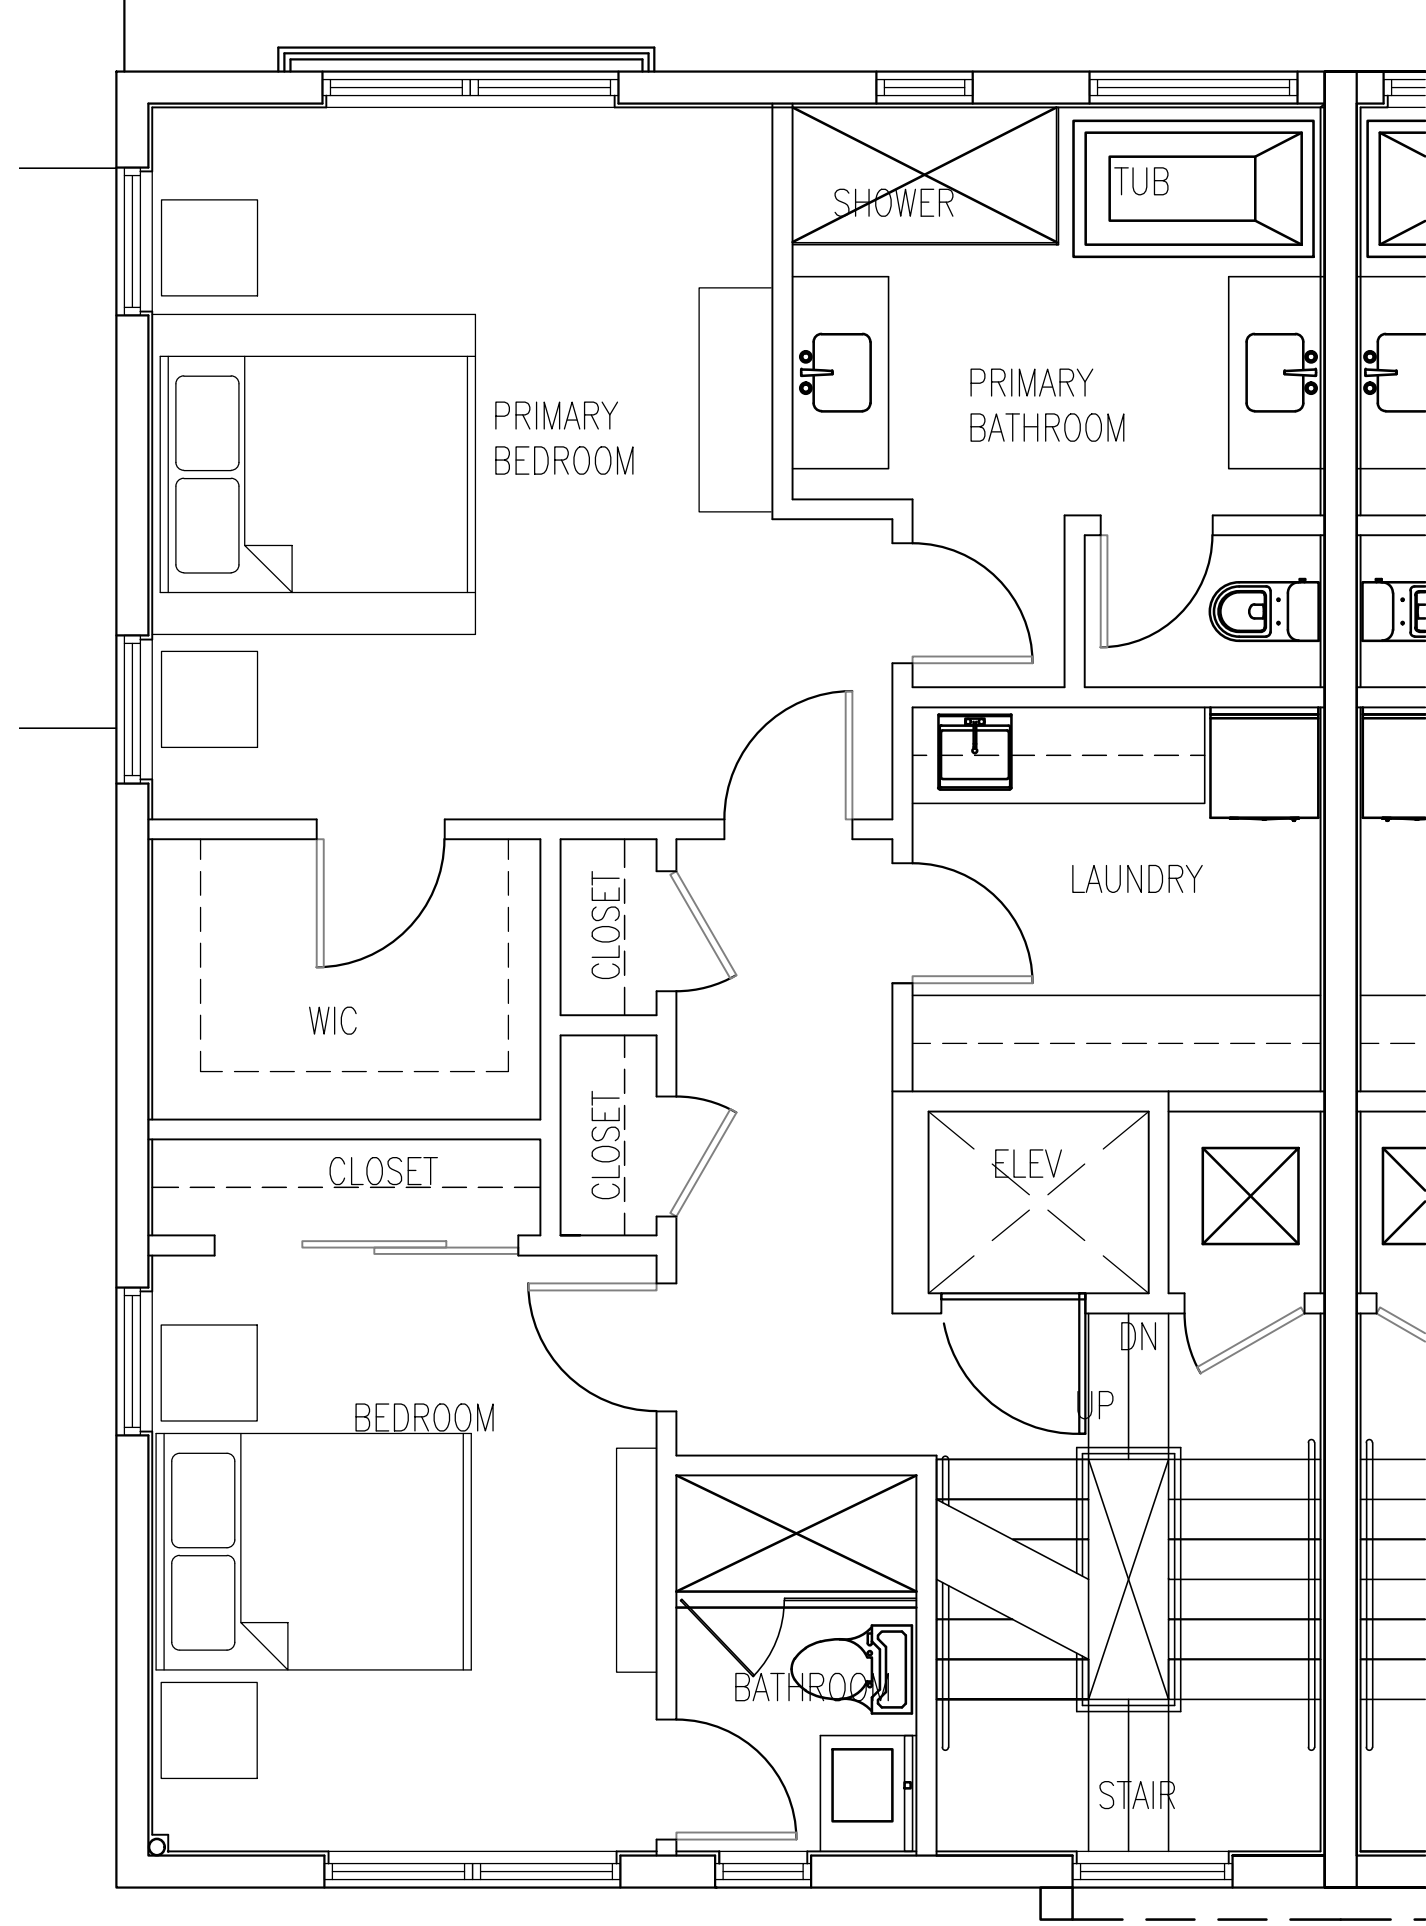 SHOWER
TUB
PRIMARY
BEDROOM
PRIMARY
BATHROOM
LAUNDRY
CLOSET
WIC
CLOSET
CLOSET
ELEV
DN
UP
BEDROOM
BATHROOM
STAIR